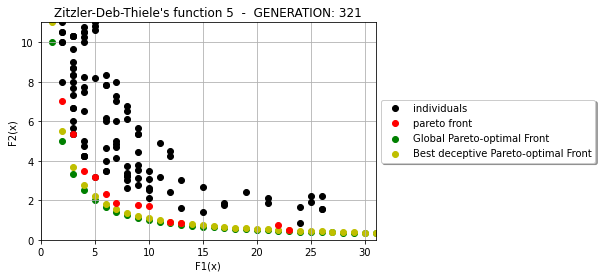 Zitzler-Deb-Thiele's function 5 - GENERATION: 321
10
8
6
4
2
0
F2(x)
0 5 10 15 20 25 30
F1(x)
individuals
pareto front
Global Pareto-optimal Front
Best deceptive Pareto-optimal Front